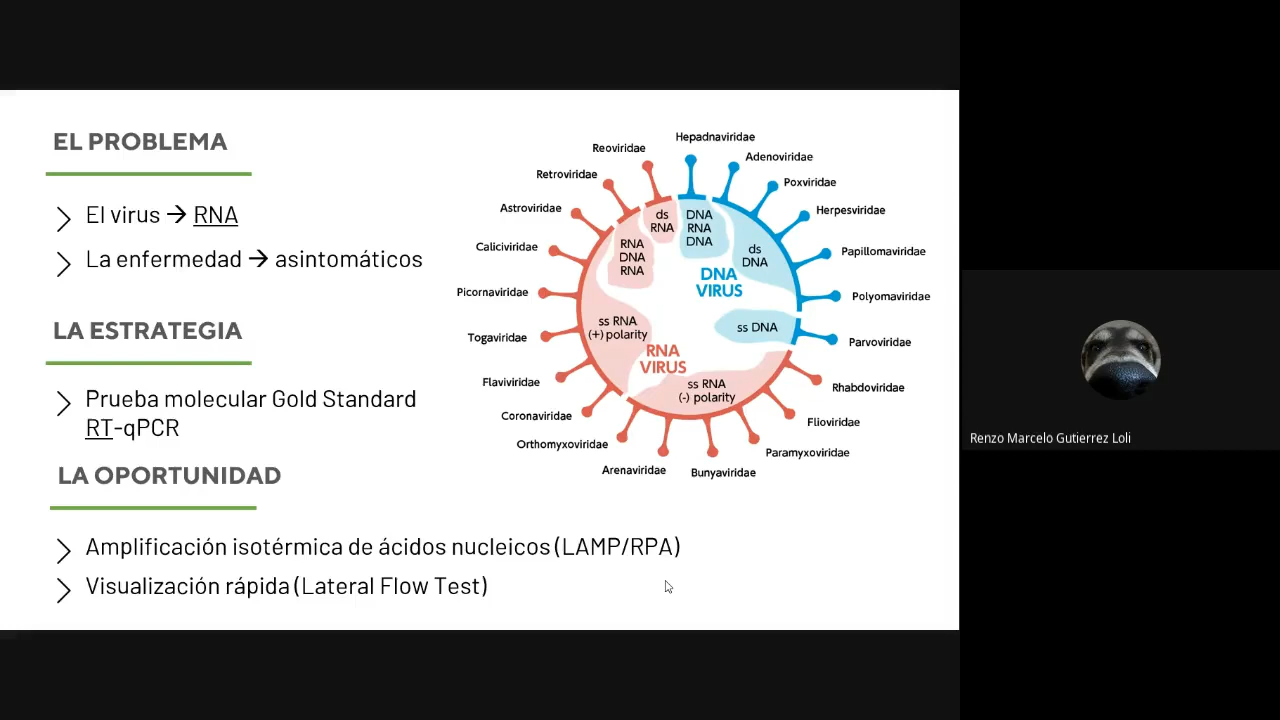 EL PROBLEMA
El virus → RNA
La enfermedad → asintomáticos
LA ESTRATEGIA
Prueba molecular Gold Standard
RT-qPCR
LA OPORTUNIDAD
Amplificación isotérmica de ácidos nucleicos (LAMP/RPA)
Visualización rápida (Lateral Flow Test)
Hepadnaviridae
Adenoviridae
Poxviridae
Herpesviridae
Papillomaviridae
Polyomaviridae
Parvoviridae
Rhabdoviridae
Flioviridae
Paramyxoviridae
Bunyaviridae
Arenaviridae
Orthomyxoviridae
Coronaviridae
Flaviviridae
Togaviridae
Picornaviridae
Caliciviridae
Astroviridae
Retroviridae
Reoviridae
ds
RNA
DNA
RNA
DNA
RNA
DNA
RNA
ds
DNA
DNA
VIRUS
ss DNA
ss RNA
(+) polarity
RNA
VIRUS
ss RNA
(-) polarity
Renzo Marcelo Gutierrez Loli